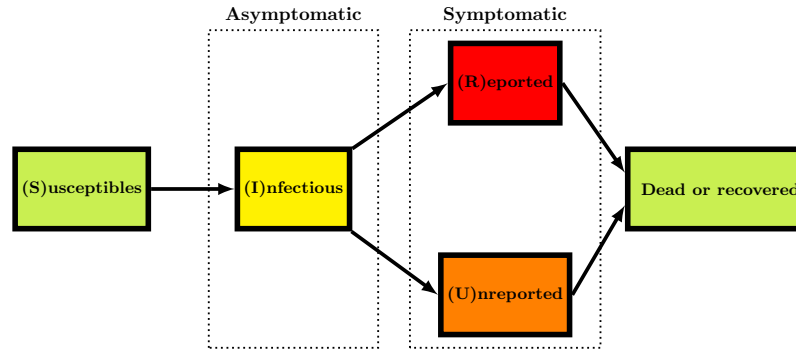 Asymptomatic
Symptomatic
(R)eported
(S)usceptibles
(I)nfectious
Dead or recovered
(U)nreported